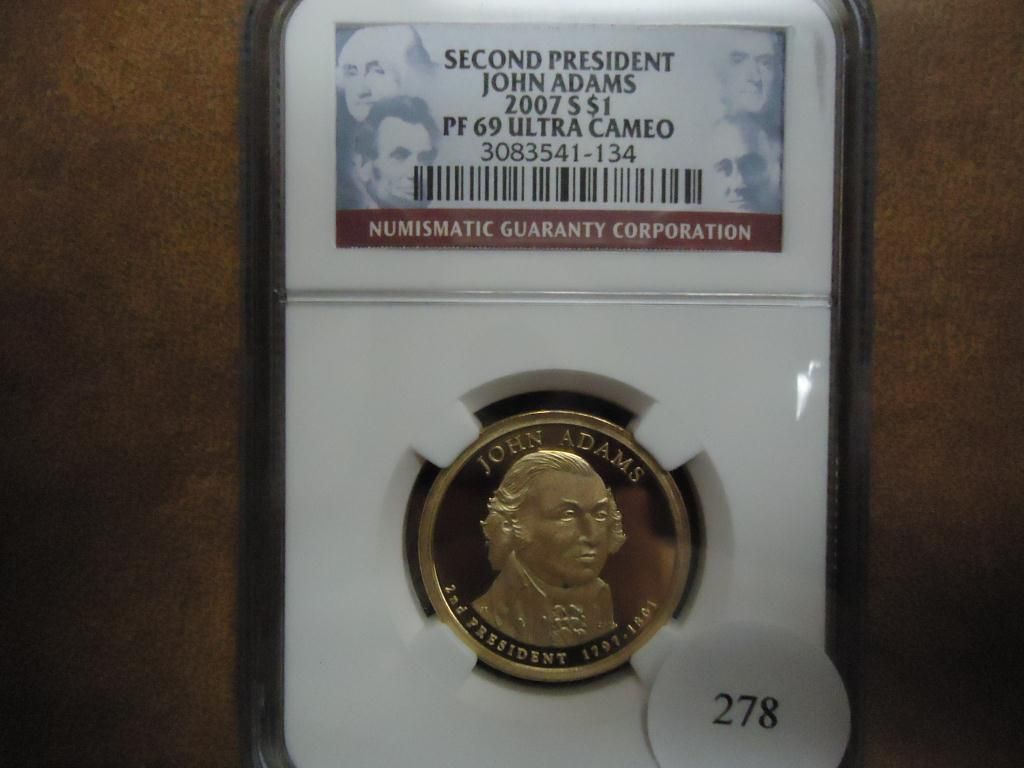 SECOND PRESIDENT
JOHN ADAMS
2007 S $1
PF 69 ULTRA CAMEO
3083541-134
NUMISMATIC GUARANTY CORPORATION
JOHN ADAMS
2nd PRESIDENT 1797-1801
278